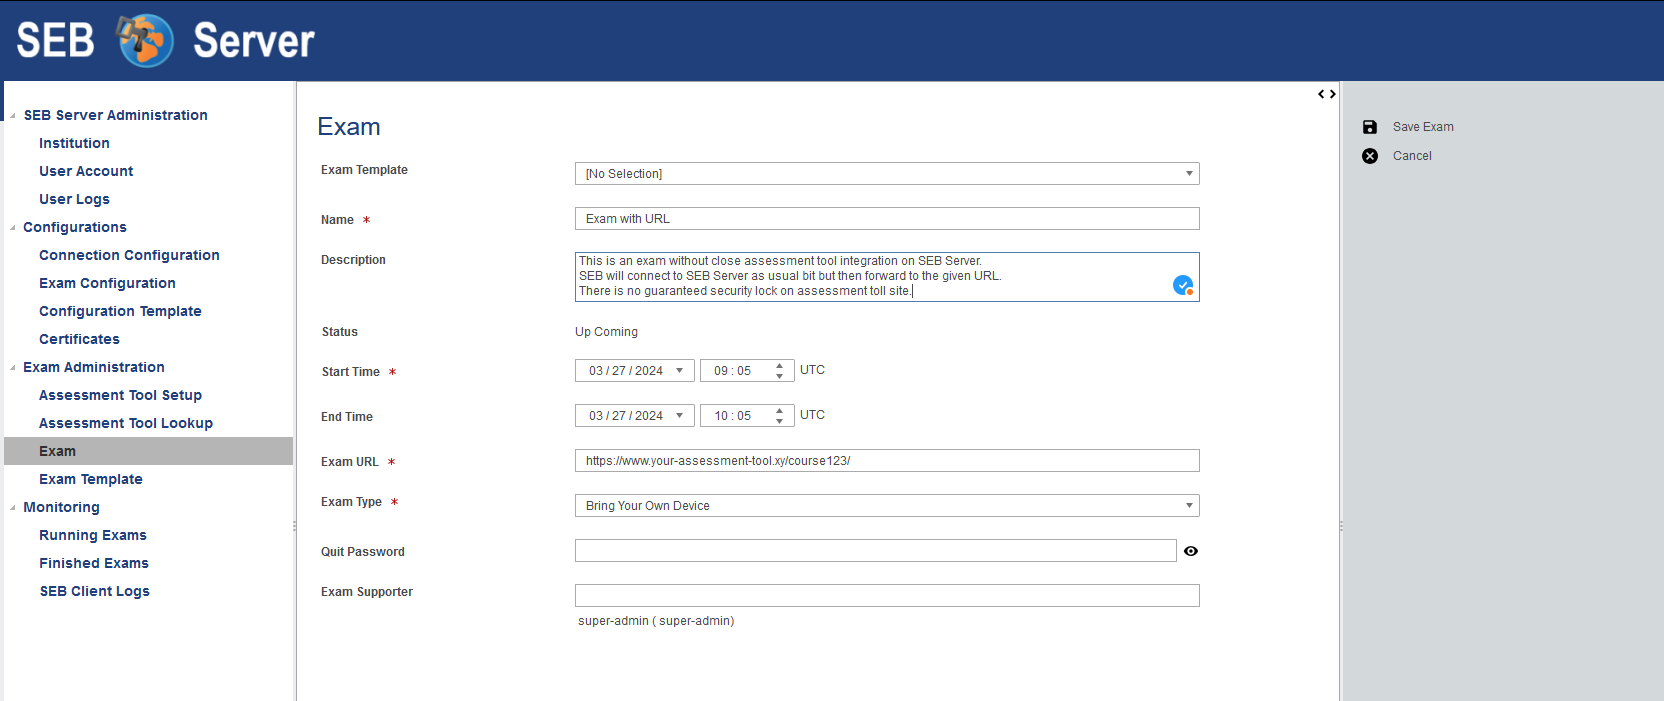 SEB Server
SEB Server Administration
Institution
User Account
User Logs
Configurations
Connection Configuration
Exam Configuration
Configuration Template
Certificates
Exam Administration
Assessment Tool Setup
Assessment Tool Lookup
Exam
Exam Template
Monitoring
Running Exams
Finished Exams
SEB Client Logs
Exam
Exam Template [No Selection]
Name * Exam with URL
Description
This is an exam without close assessment tool integration on SEB Server.
SEB will connect to SEB Server as usual bit but then forward to the given URL.
There is no guaranteed security lock on assessment toll site.
Status Up Coming
Start Time * 03 / 27 / 2024 09 : 05 UTC
End Time 03 / 27 / 2024 10 : 05 UTC
Exam URL * https://www.your-assessment-tool.xy/course123/
Exam Type * Bring Your Own Device
Quit Password
Exam Supporter
super-admin ( super-admin)
Save Exam
Cancel